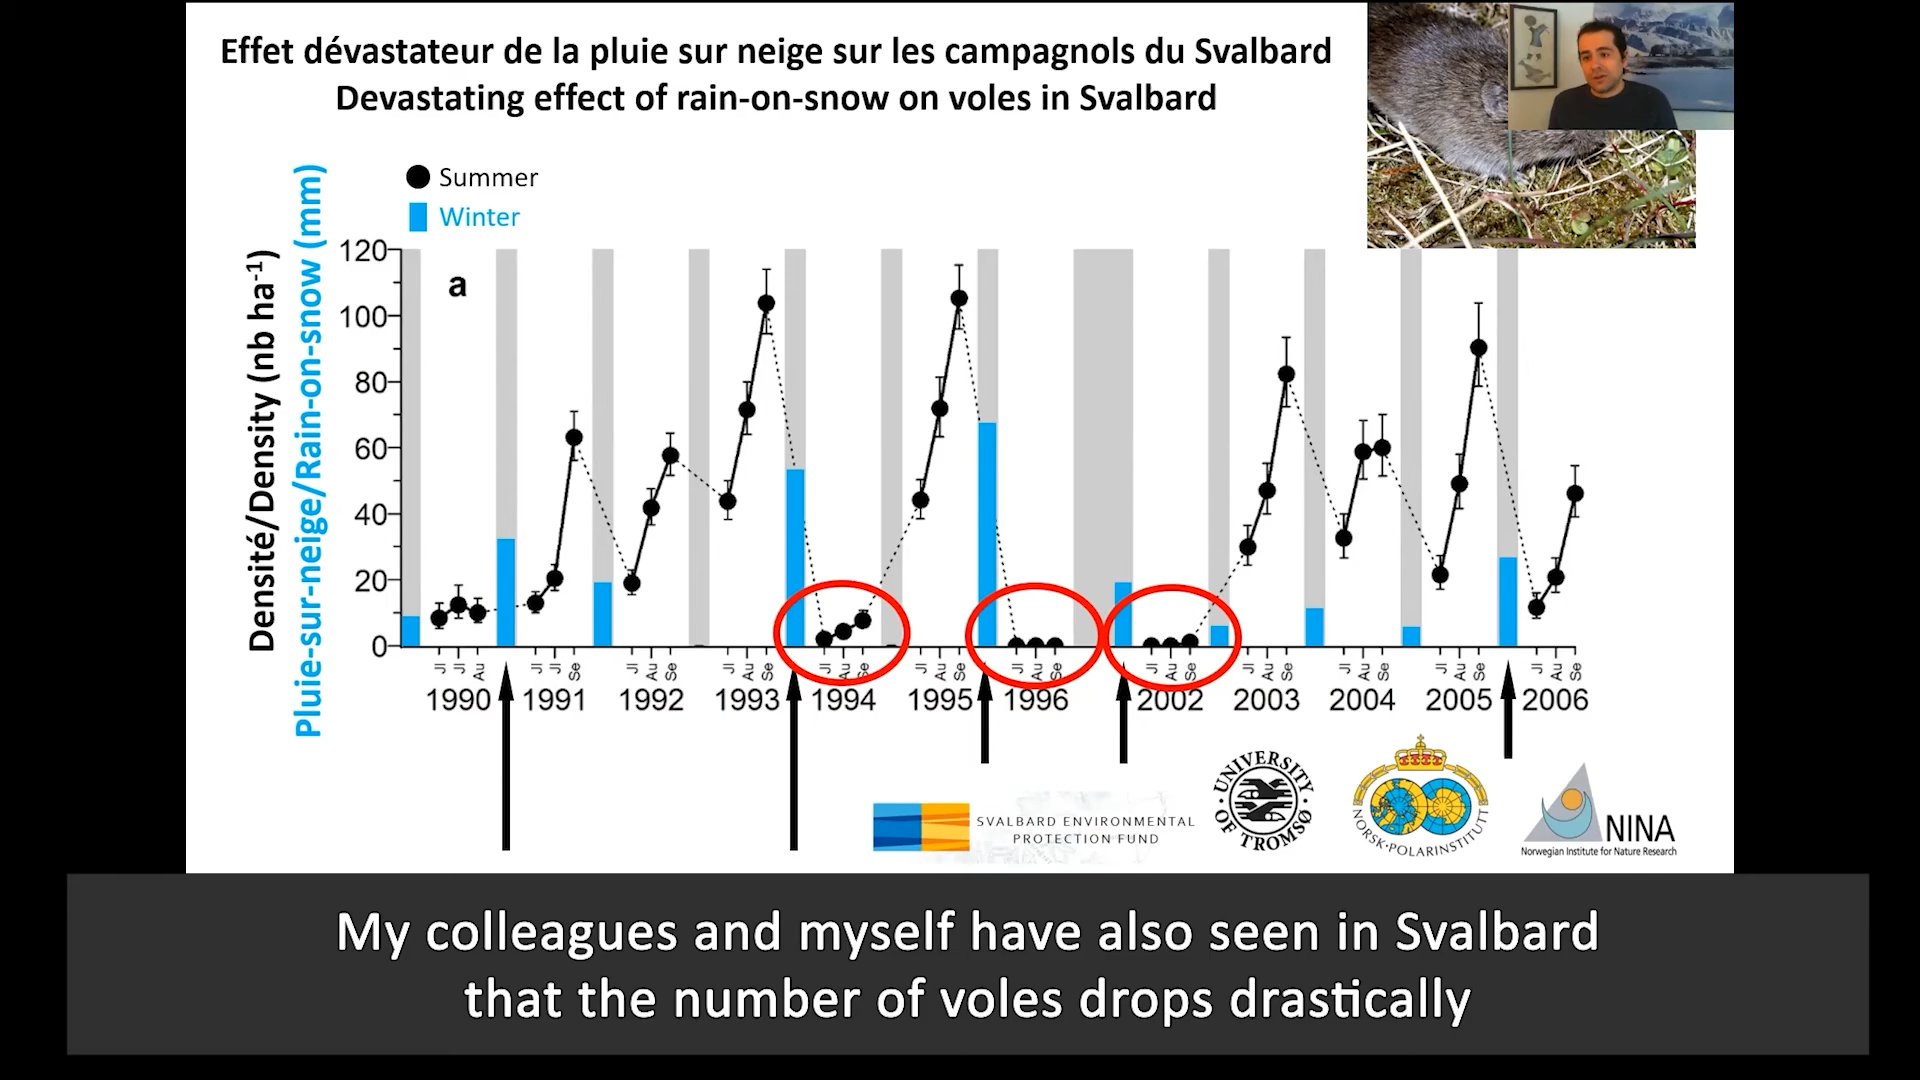 Effet dévastateur de la pluie sur neige sur les campagnols du Svalbard
Devastating effect of rain-on-snow on voles in Svalbard
Summer
Winter
Densité/Density (nb ha⁻¹)
Pluie-sur-neige/Rain-on-snow (mm)
a
120
100
80
60
40
20
0
Jl Jl Au Jl Jl Se Jl Au Se Jl Au Se Jl Au Se Jl Au Se Jl Au Se Jl Au Se Jl Au Se Jl Au Se Jl Au Se Jl Au Se
1990 1991 1992 1993 1994 1995 1996 2002 2003 2004 2005 2006
SVALBARD ENVIRONMENTAL
PROTECTION FUND
UNIVERSITY
OF TROMSØ
NORSK·POLARINSTITUTT
NINA
Norwegian Institute for Nature Research
My colleagues and myself have also seen in Svalbard
that the number of voles drops drastically